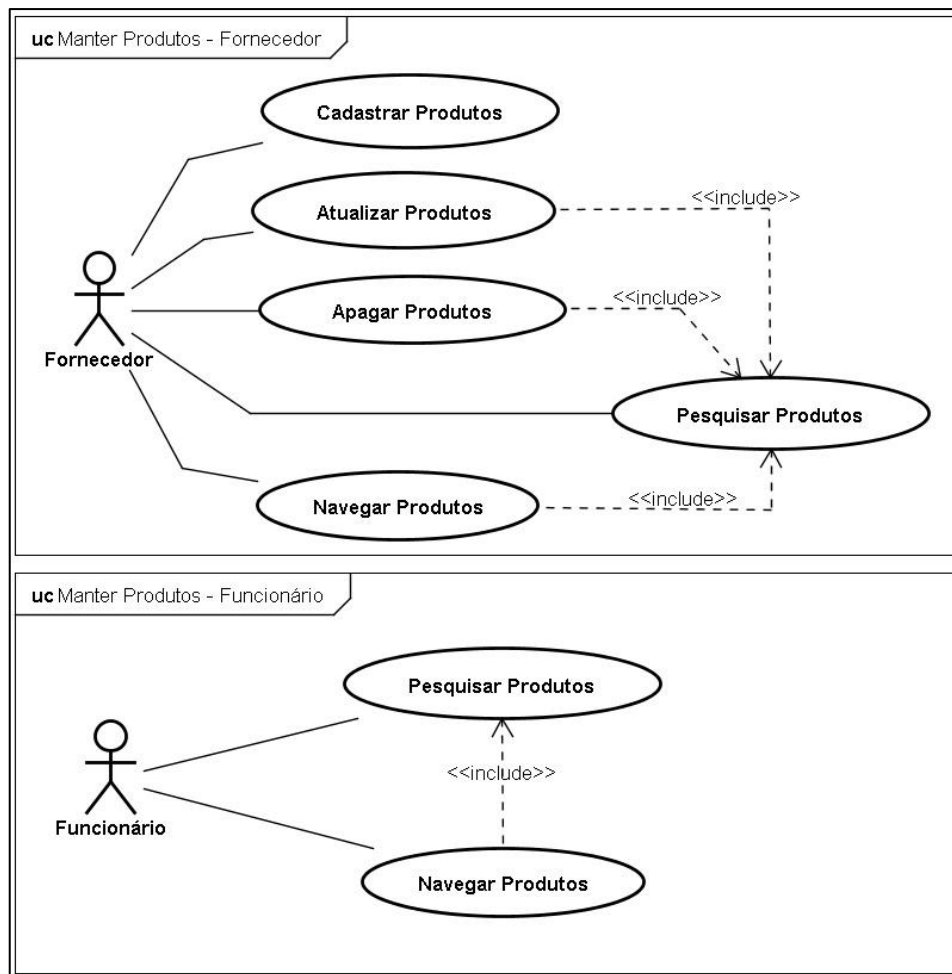 uc Manter Produtos - Fornecedor
Cadastrar Produtos
Atualizar Produtos
<<include>>
Apagar Produtos
<<include>>
Fornecedor
Pesquisar Produtos
Navegar Produtos
<<include>>
uc Manter Produtos - Funcionário
Pesquisar Produtos
<<include>>
Funcionário
Navegar Produtos